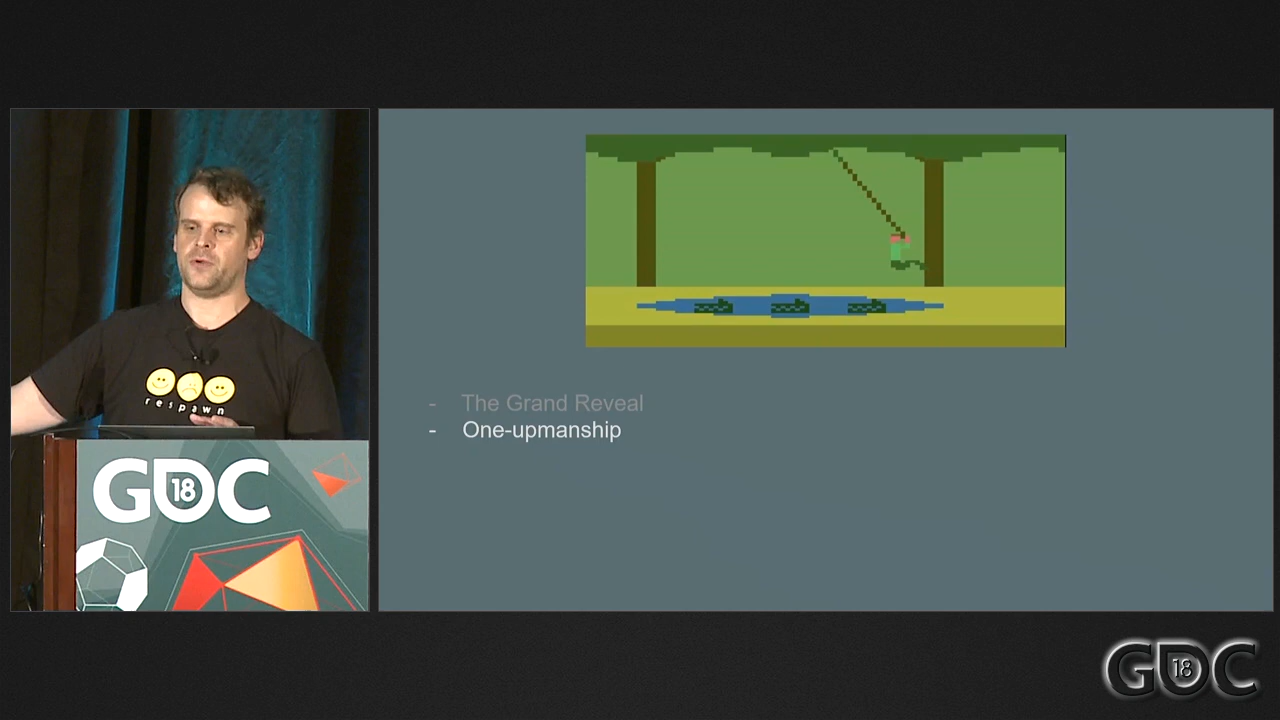 - The Grand Reveal
- One-upmanship
respawn
GDC 18
GDC 18